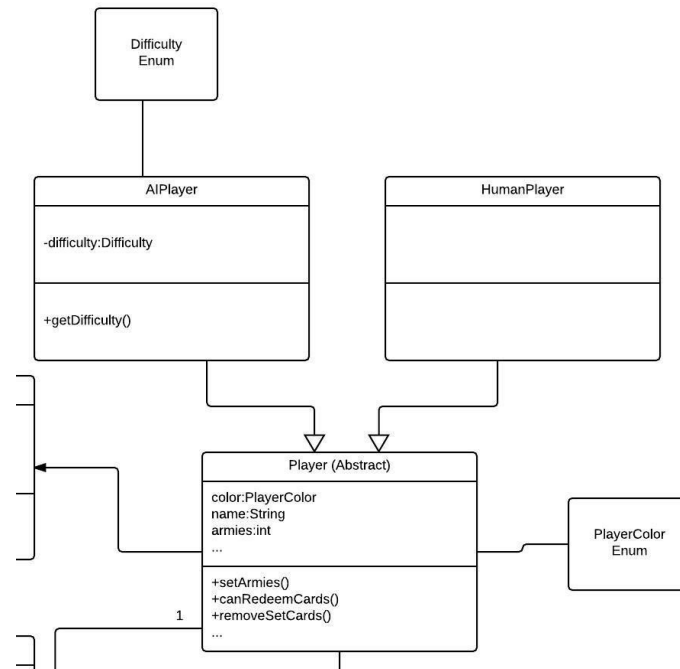 Difficulty
Enum
AIPlayer
HumanPlayer
-difficulty:Difficulty
+getDifficulty()
Player (Abstract)
color:PlayerColor
name:String
armies:int
...
PlayerColor
Enum
+setArmies()
+canRedeemCards()
+removeSetCards()
...
1